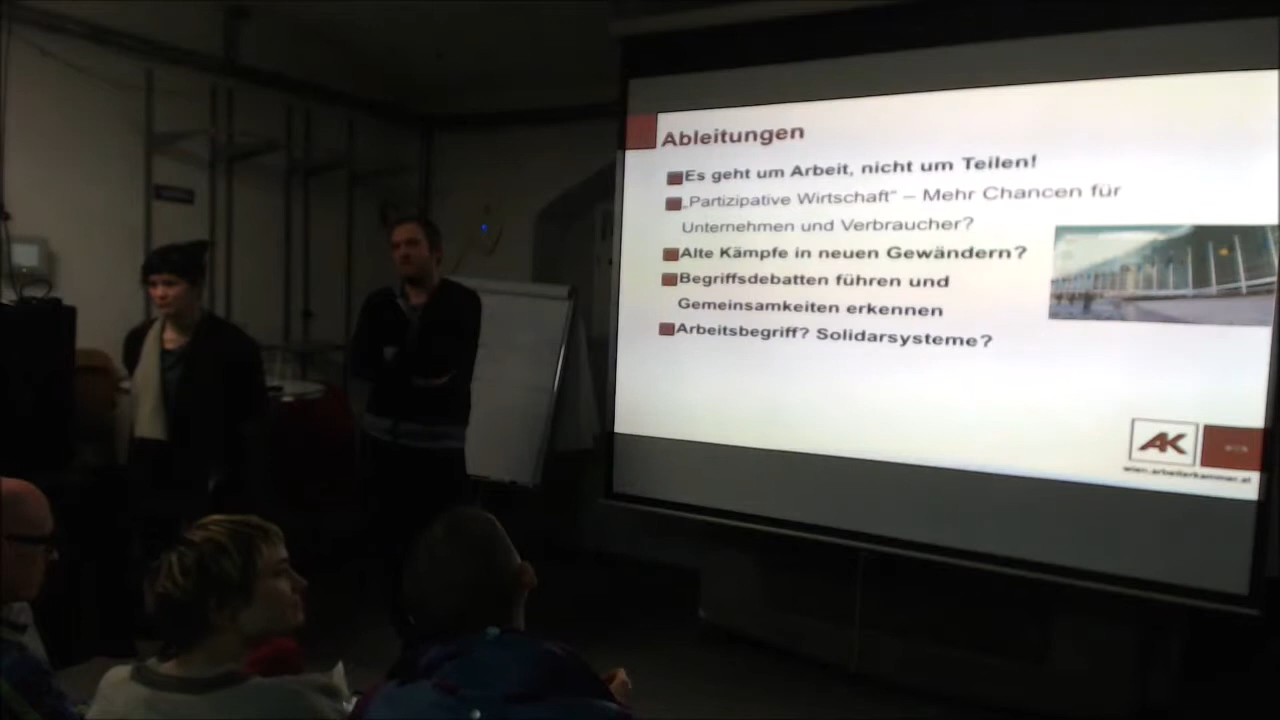 Ableitungen
Es geht um Arbeit, nicht um Teilen!
„Partizipative Wirtschaft“ – Mehr Chancen für
Unternehmen und Verbraucher?
Alte Kämpfe in neuen Gewändern?
Begriffsdebatten führen und
Gemeinsamkeiten erkennen
Arbeitsbegriff? Solidarsysteme?
AK
wien.arbeiterkammer.at